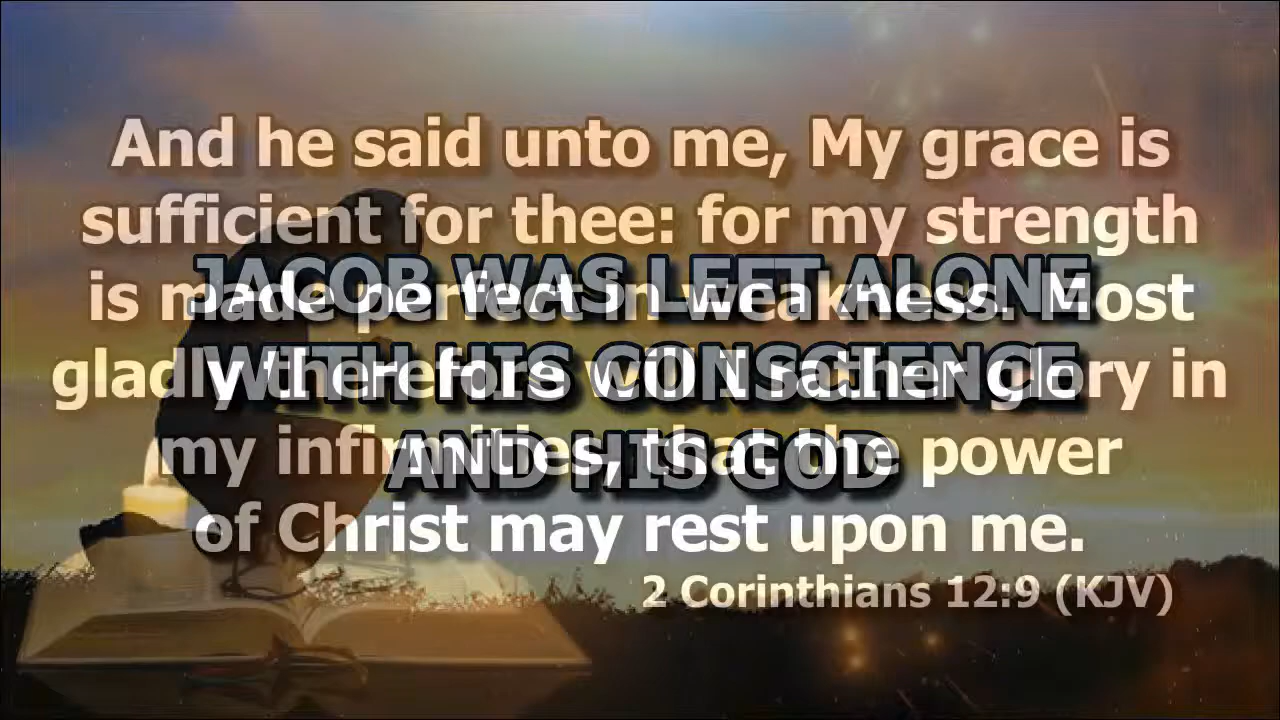 And he said unto me, My grace is
sufficient for thee: for my strength
is made perfect in weakness. Most
gladly therefore will I rather glory in
my infirmities, that the power
of Christ may rest upon me.
2 Corinthians 12:9 (KJV)
JACOB WAS LEFT ALONE
WITH HIS CONSCIENCE
AND HIS GOD